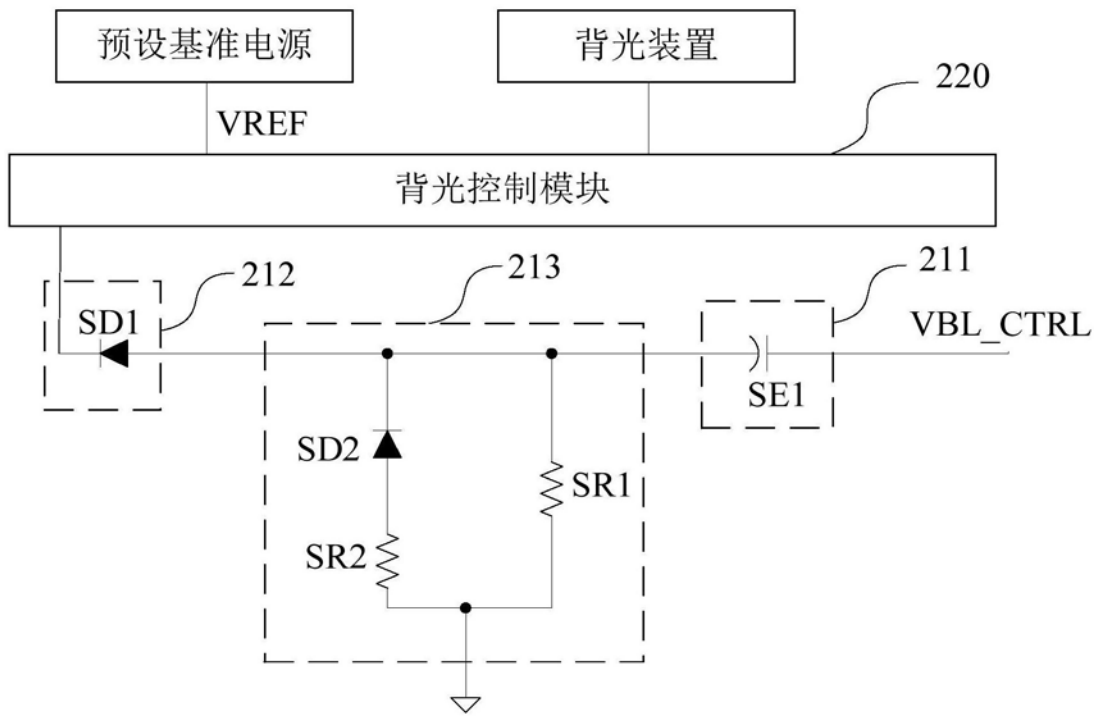 预设基准电源
背光装置
220
VREF
背光控制模块
212
213
211
SD1
VBL_CTRL
SE1
SD2
SR1
SR2